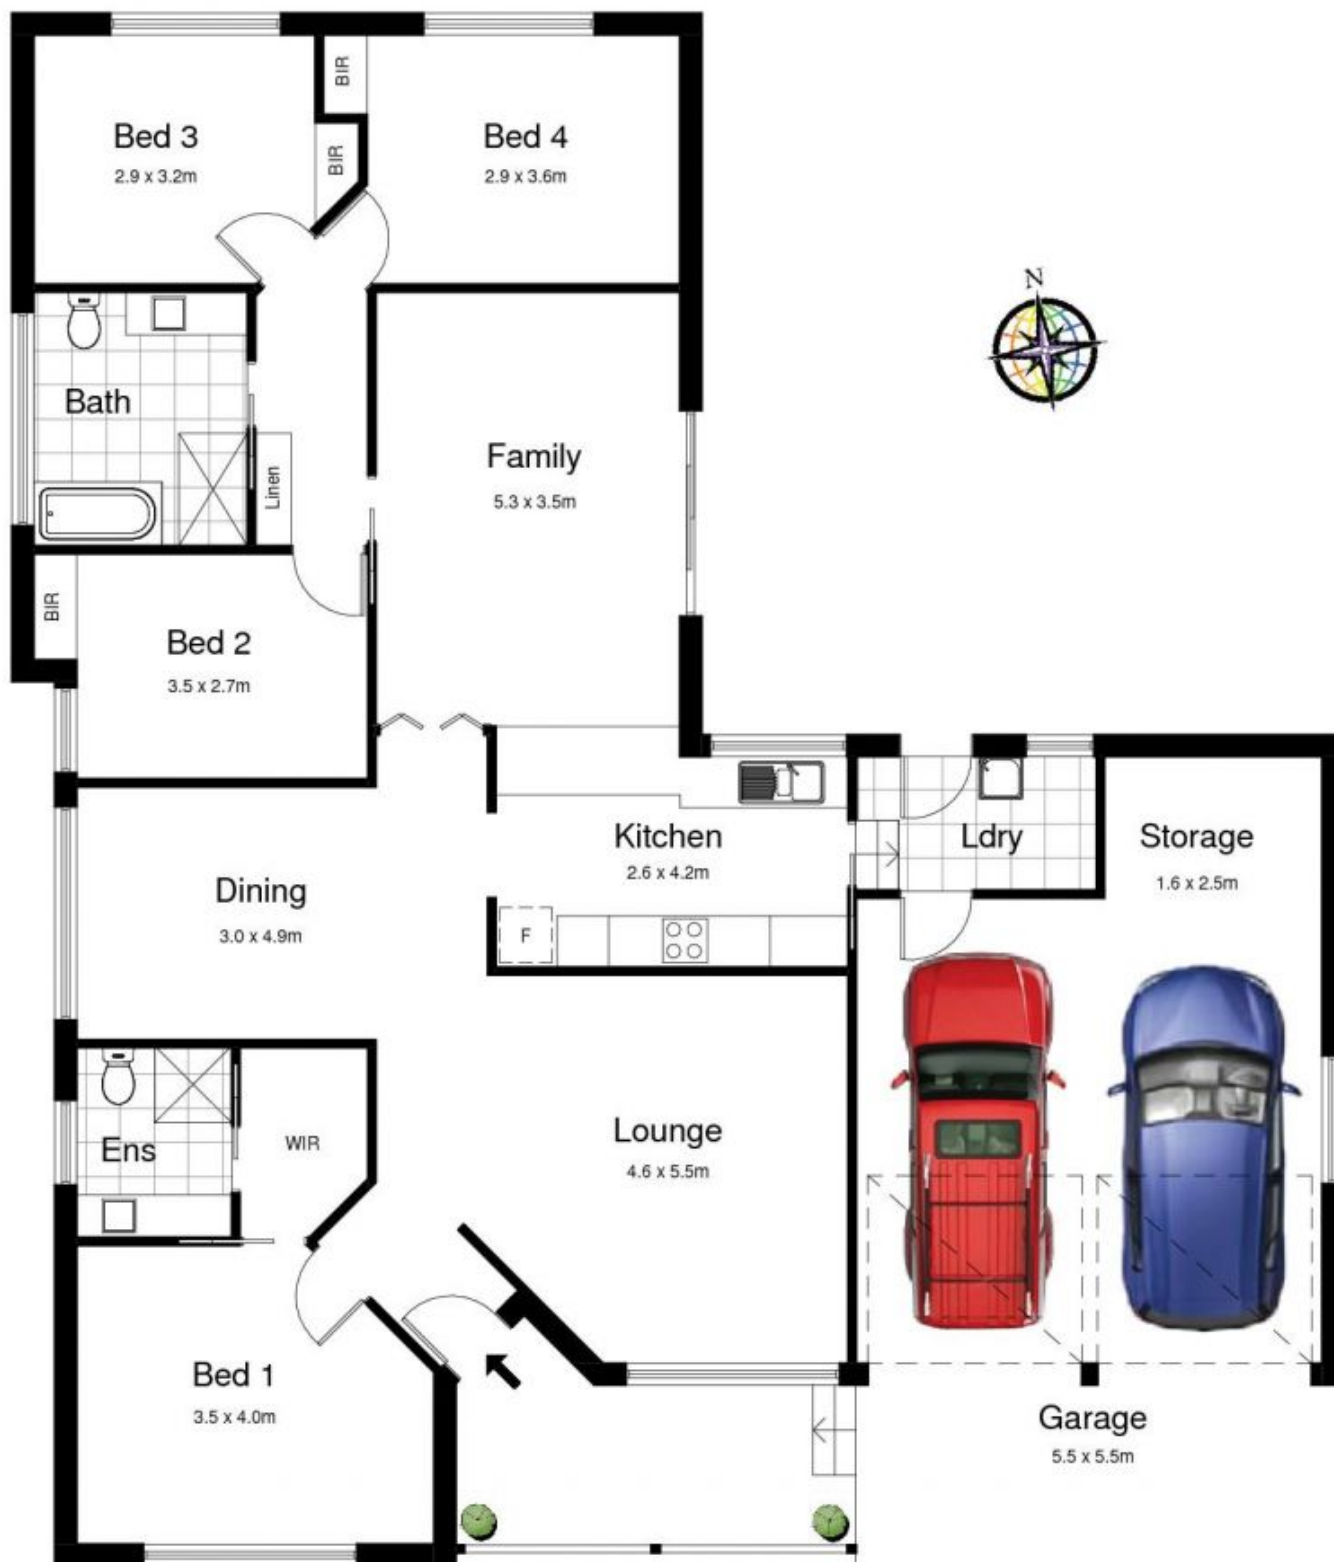 BIR
Bed 3
2.9 x 3.2m
Bed 4
2.9 x 3.6m
BIR
N
Bath
Family
5.3 x 3.5m
Linen
BIR
Bed 2
3.5 x 2.7m
Kitchen
2.6 x 4.2m
Ldry
Storage
1.6 x 2.5m
Dining
3.0 x 4.9m
F
Ens
WIR
Lounge
4.6 x 5.5m
Bed 1
3.5 x 4.0m
Garage
5.5 x 5.5m